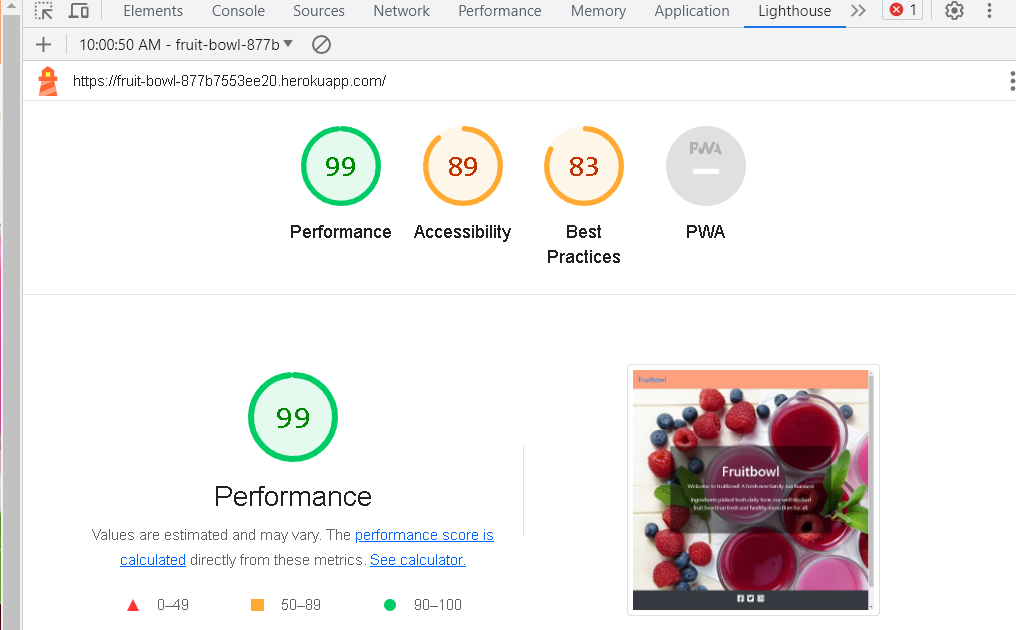 Elements Console Sources Network Performance Memory Application Lighthouse 1
10:00:50 AM - fruit-bowl-877b
https://fruit-bowl-877b7553ee20.herokuapp.com/
99 89 83 PWA
Performance Accessibility Best Practices PWA
99
Performance
Values are estimated and may vary. The performance score is
calculated directly from these metrics. See calculator.
0–49 50–89 90–100
Fruitbowl
Fruitbowl
Welcome to fruitbowl! A fresh new family run business
Ingredients picked fresh daily from our well stocked
fruit bowl! run fresh and healthy smoothies for all.